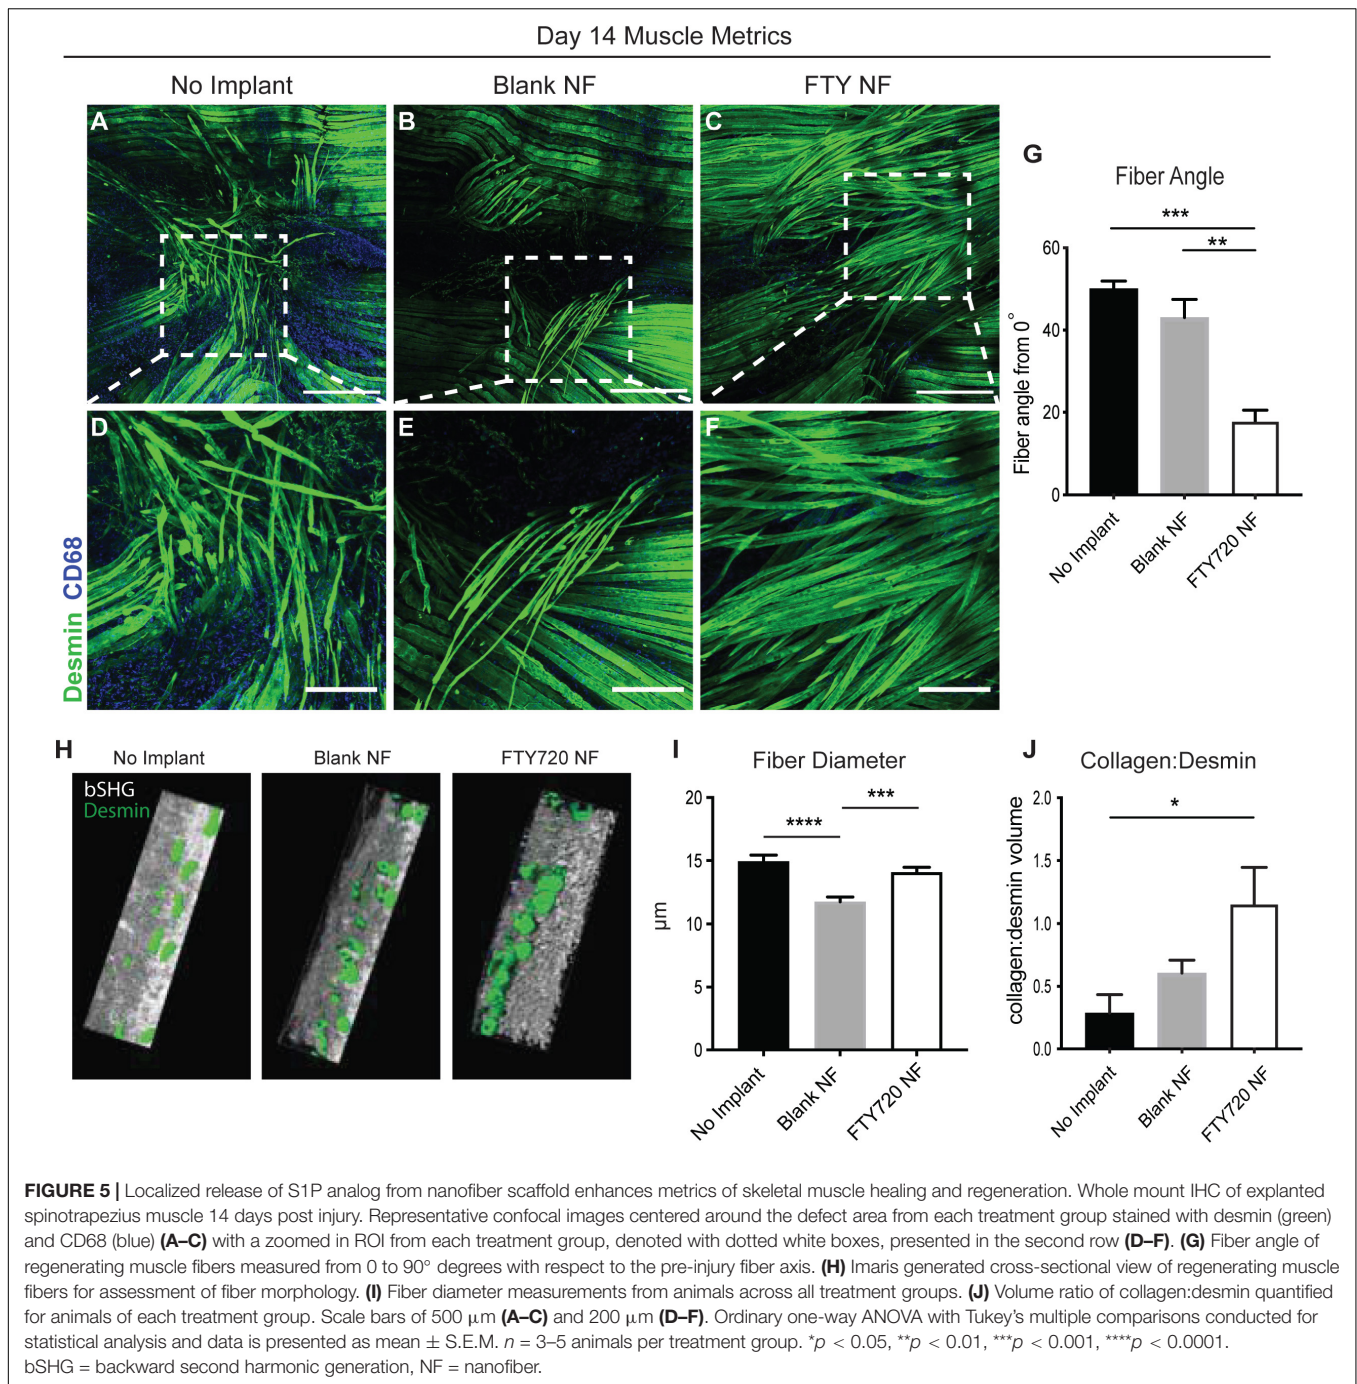 Day 14 Muscle Metrics
No Implant
Blank NF
FTY NF
A
B
C
D
E
F
Desmin CD68
G
Fiber Angle
***
**
60
40
20
0
Fiber angle from 0°
No Implant
Blank NF
FTY720 NF
H
No Implant
Blank NF
FTY720 NF
bSHG
Desmin
I
Fiber Diameter
****
***
20
15
10
5
0
μm
No Implant
Blank NF
FTY720 NF
J
Collagen:Desmin
*
2.0
1.5
1.0
0.5
0.0
collagen:desmin volume
No Implant
Blank NF
FTY720 NF
FIGURE 5 | Localized release of S1P analog from nanofiber scaffold enhances metrics of skeletal muscle healing and regeneration. Whole mount IHC of explanted
spinotrapezius muscle 14 days post injury. Representative confocal images centered around the defect area from each treatment group stained with desmin (green)
and CD68 (blue) (A–C) with a zoomed in ROI from each treatment group, denoted with dotted white boxes, presented in the second row (D–F). (G) Fiber angle of
regenerating muscle fibers measured from 0 to 90° degrees with respect to the pre-injury fiber axis. (H) Imaris generated cross-sectional view of regenerating muscle
fibers for assessment of fiber morphology. (I) Fiber diameter measurements from animals across all treatment groups. (J) Volume ratio of collagen:desmin quantified
for animals of each treatment group. Scale bars of 500 μm (A–C) and 200 μm (D–F). Ordinary one-way ANOVA with Tukey's multiple comparisons conducted for
statistical analysis and data is presented as mean ± S.E.M. n = 3–5 animals per treatment group. *p < 0.05, **p < 0.01, ***p < 0.001, ****p < 0.0001.
bSHG = backward second harmonic generation, NF = nanofiber.